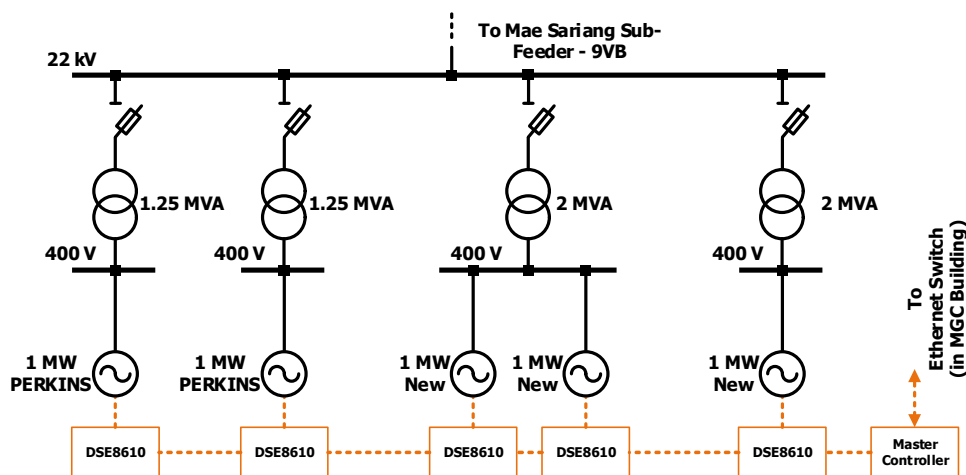 To Mae Sariang Sub-
Feeder - 9VB
22 kV
1.25 MVA
1.25 MVA
2 MVA
2 MVA
400 V
400 V
400 V
400 V
To
Ethernet Switch
(in MGC Building)
1 MW
PERKINS
1 MW
PERKINS
1 MW
New
1 MW
New
1 MW
New
DSE8610
DSE8610
DSE8610
DSE8610
DSE8610
Master
Controller